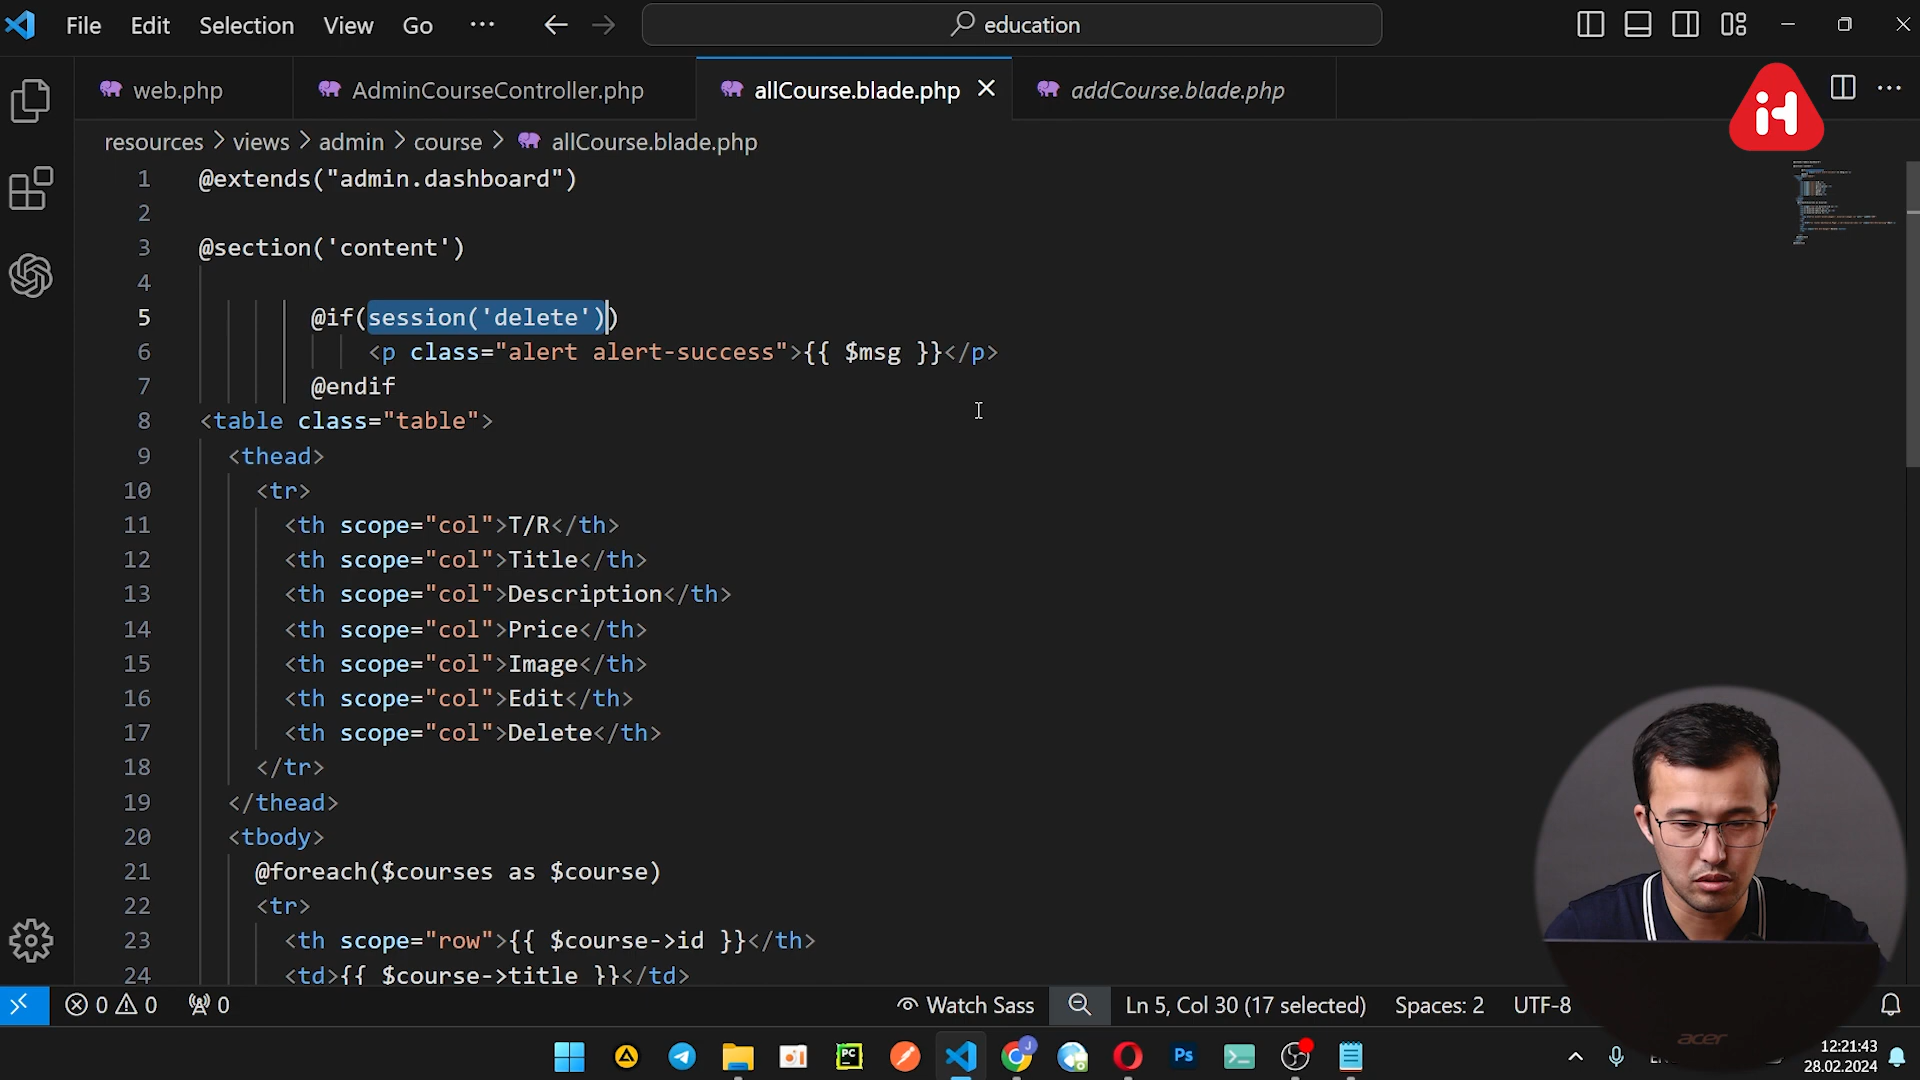 File Edit Selection View Go ··· education
web.php AdminCourseController.php allCourse.blade.php addCourse.blade.php
resources > views > admin > course > allCourse.blade.php
1 @extends("admin.dashboard")
2
3 @section('content')
4
5 @if(session('delete'))
6 <p class="alert alert-success">{{ $msg }}</p>
7 @endif
8 <table class="table">
9 <thead>
10 <tr>
11 <th scope="col">T/R</th>
12 <th scope="col">Title</th>
13 <th scope="col">Description</th>
14 <th scope="col">Price</th>
15 <th scope="col">Image</th>
16 <th scope="col">Edit</th>
17 <th scope="col">Delete</th>
18 </tr>
19 </thead>
20 <tbody>
21 @foreach($courses as $course)
22 <tr>
23 <th scope="row">{{ $course->id }}</th>
24 <td>{{ $course->title }}</td>
0 0 0 Watch Sass Ln 5, Col 30 (17 selected) Spaces: 2 UTF-8
acer
PC J Ps 12:21:43
28.02.2024